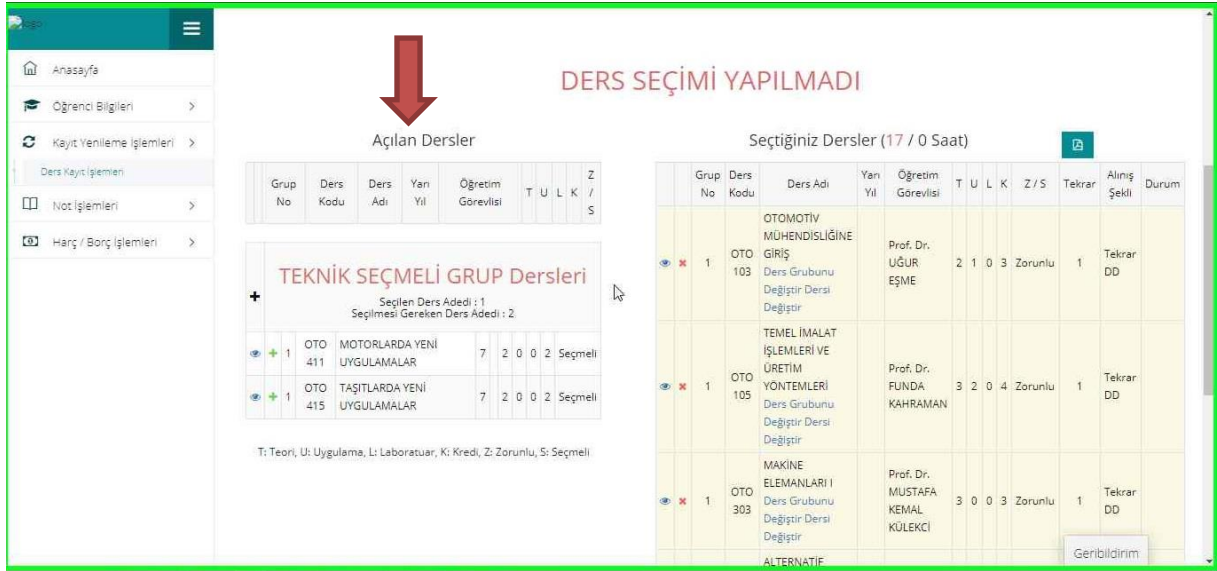 logo
Anasayfa
Öğrenci Bilgileri
Kayıt Yenileme İşlemleri
Ders Kayıt İşlemleri
Not İşlemleri
Harç / Borç İşlemleri
DERS SEÇİMİ YAPILMADI
Açılan Dersler
Grup No Ders Kodu Ders Adı Yarı Yıl Öğretim Görevlisi T U L K Z / S
TEKNİK SEÇMELİ GRUP Dersleri
Seçilen Ders Adedi : 1
Seçilmesi Gereken Ders Adedi : 2
1 OTO 411 MOTORLARDA YENİ UYGULAMALAR 7 2 0 0 2 Seçmeli
1 OTO 415 TAŞITLARDA YENİ UYGULAMALAR 7 2 0 0 2 Seçmeli
T: Teori, U: Uygulama, L: Laboratuar, K: Kredi, Z: Zorunlu, S: Seçmeli
Seçtiğiniz Dersler (17 / 0 Saat)
Grup No Ders Kodu Ders Adı Yarı Yıl Öğretim Görevlisi T U L K Z / S Tekrar Alınış Şekli Durum
1 OTO 103 OTOMOTİV MÜHENDİSLİĞİNE GİRİŞ Ders Grubunu Değiştir Dersi Değiştir Prof. Dr. UĞUR EŞME 2 1 0 3 Zorunlu 1 Tekrar DD
1 OTO 105 TEMEL İMALAT İŞLEMLERİ VE ÜRETİM YÖNTEMLERİ Ders Grubunu Değiştir Dersi Değiştir Prof. Dr. FUNDA KAHRAMAN 3 2 0 4 Zorunlu 1 Tekrar DD
1 OTO 303 MAKİNE ELEMANLARI I Ders Grubunu Değiştir Dersi Değiştir Prof. Dr. MUSTAFA KEMAL KÜLEKCİ 3 0 0 3 Zorunlu 1 Tekrar DD
ALTERNATİF
Geribildirim